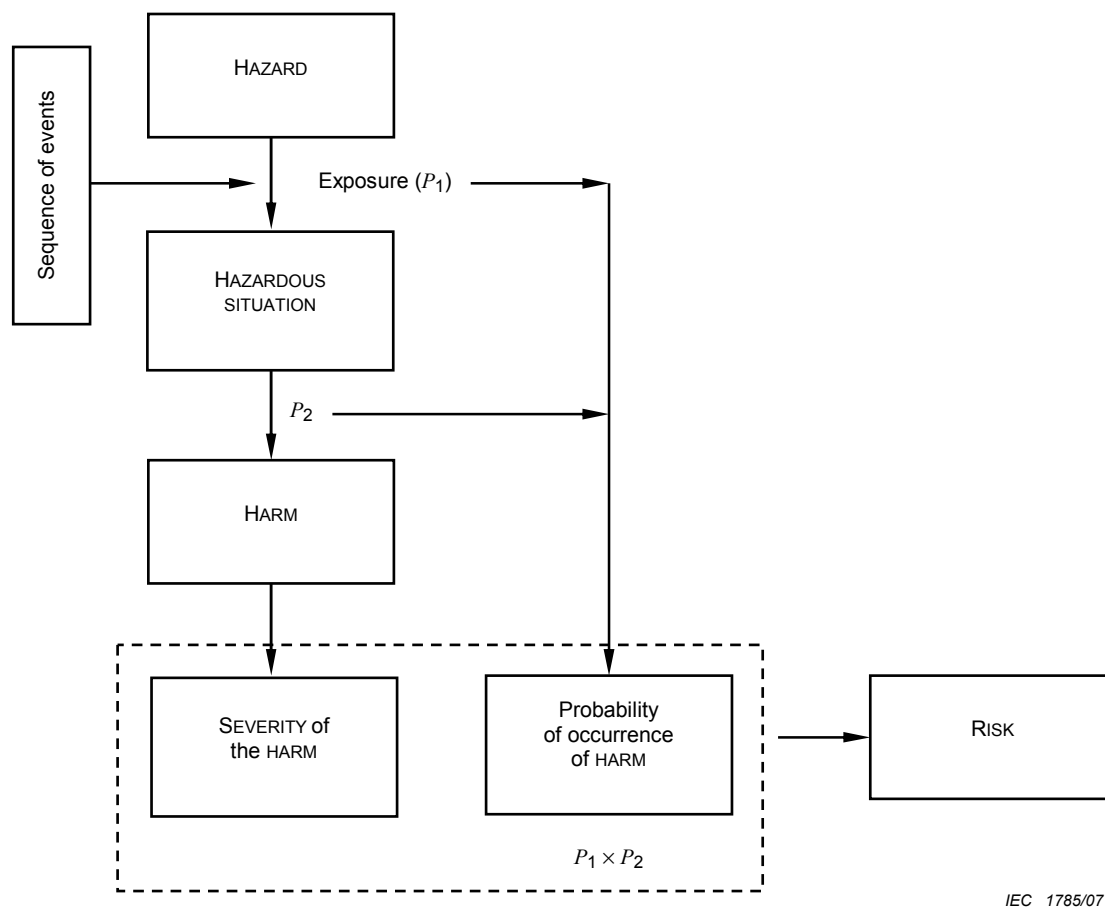 HAZARD
Sequence of events
Exposure (P1)
HAZARDOUS
SITUATION
P2
HARM
SEVERITY of
the HARM
Probability
of occurrence
of HARM
RISK
P1 × P2
IEC 1785/07